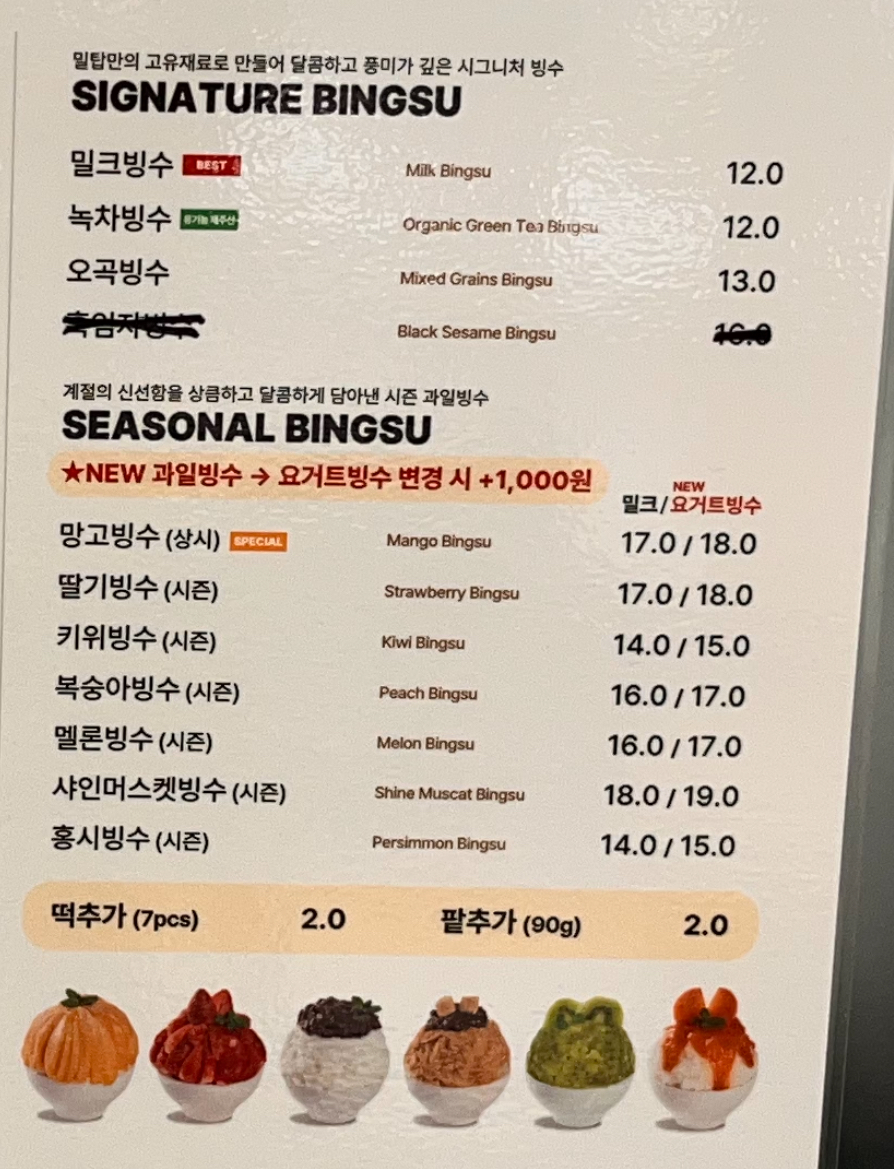 밀탑만의 고유재료로 만들어 달콤하고 풍미가 깊은 시그니처 빙수
SIGNATURE BINGSU
밀크빙수 BEST Milk Bingsu 12.0
녹차빙수 유기농 제주산 Organic Green Tea Bingsu 12.0
오곡빙수 Mixed Grains Bingsu 13.0
Black Sesame Bingsu
계절의 신선함을 상큼하고 달콤하게 담아낸 시즌 과일빙수
SEASONAL BINGSU
★NEW 과일빙수 → 요거트빙수 변경 시 +1,000원
NEW
밀크/요거트빙수
망고빙수 (상시) SPECIAL Mango Bingsu 17.0 / 18.0
딸기빙수 (시즌) Strawberry Bingsu 17.0 / 18.0
키위빙수 (시즌) Kiwi Bingsu 14.0 / 15.0
복숭아빙수 (시즌) Peach Bingsu 16.0 / 17.0
멜론빙수 (시즌) Melon Bingsu 16.0 / 17.0
샤인머스켓빙수 (시즌) Shine Muscat Bingsu 18.0 / 19.0
홍시빙수 (시즌) Persimmon Bingsu 14.0 / 15.0
떡추가 (7pcs) 2.0 팥추가 (90g) 2.0